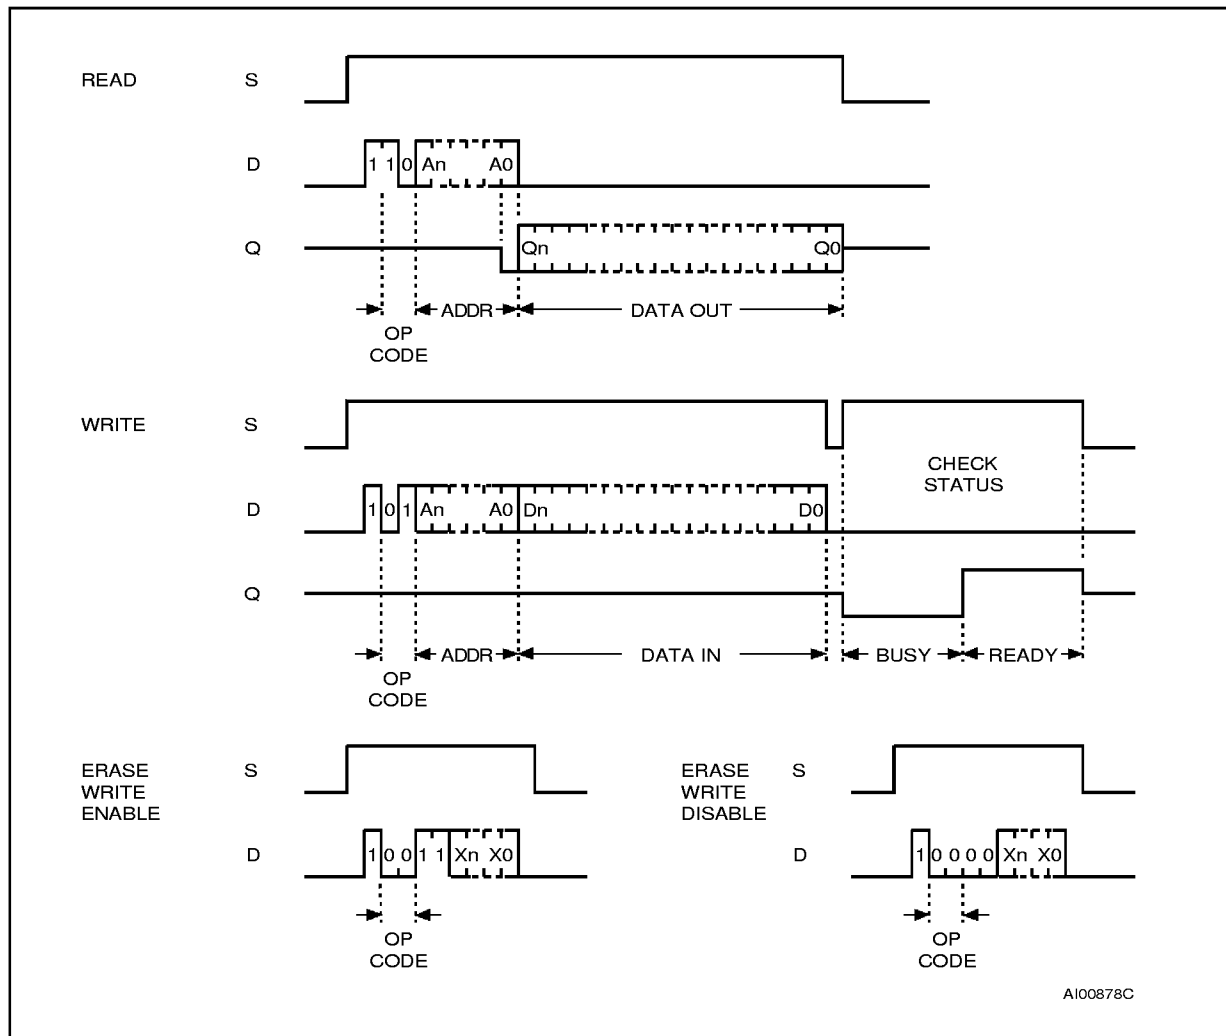 READ S
D 1 1 0 An A0
Q Qn Q0
ADDR DATA OUT
OP
CODE
WRITE S
CHECK
STATUS
D 1 0 1 An A0 Dn D0
Q
ADDR DATA IN BUSY READY
OP
CODE
ERASE
WRITE
ENABLE
S
D 1 0 0 1 1 Xn X0
OP
CODE
ERASE
WRITE
DISABLE
S
D 1 0 0 0 0 Xn X0
OP
CODE
AI00878C